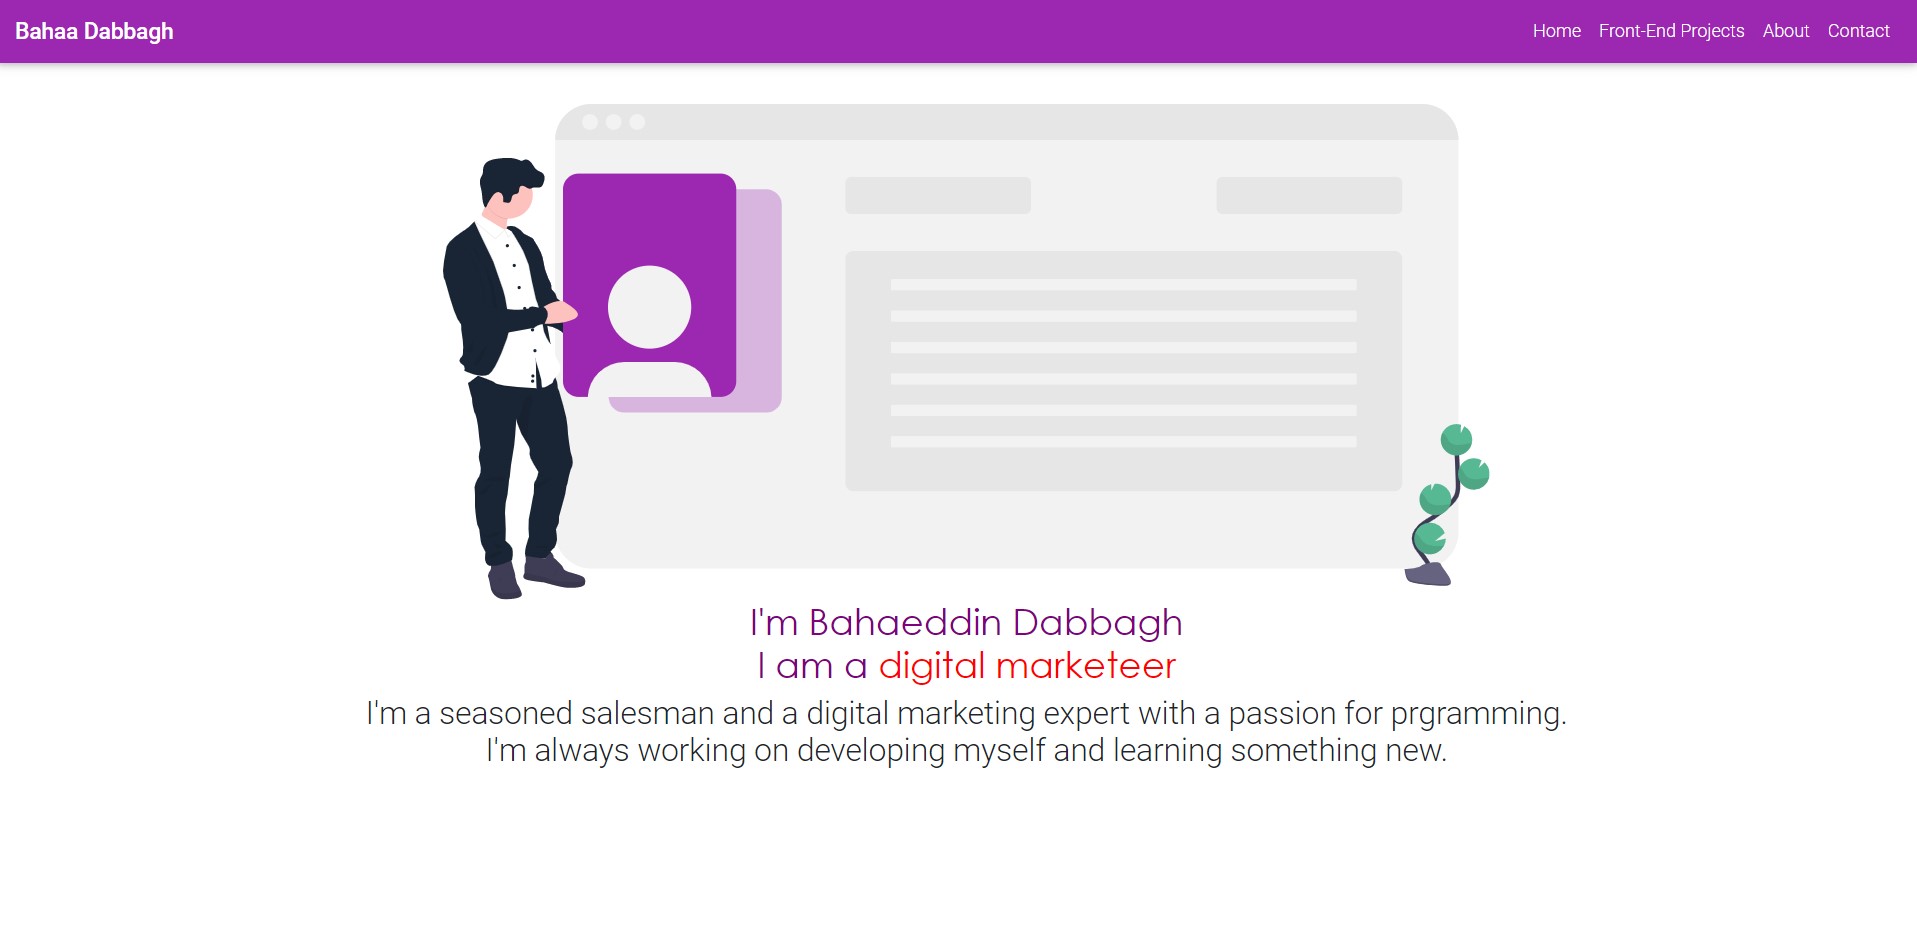 Bahaa Dabbagh
Home Front-End Projects About Contact
I'm Bahaeddin Dabbagh
I am a digital marketeer
I'm a seasoned salesman and a digital marketing expert with a passion for prgramming.
I'm always working on developing myself and learning something new.